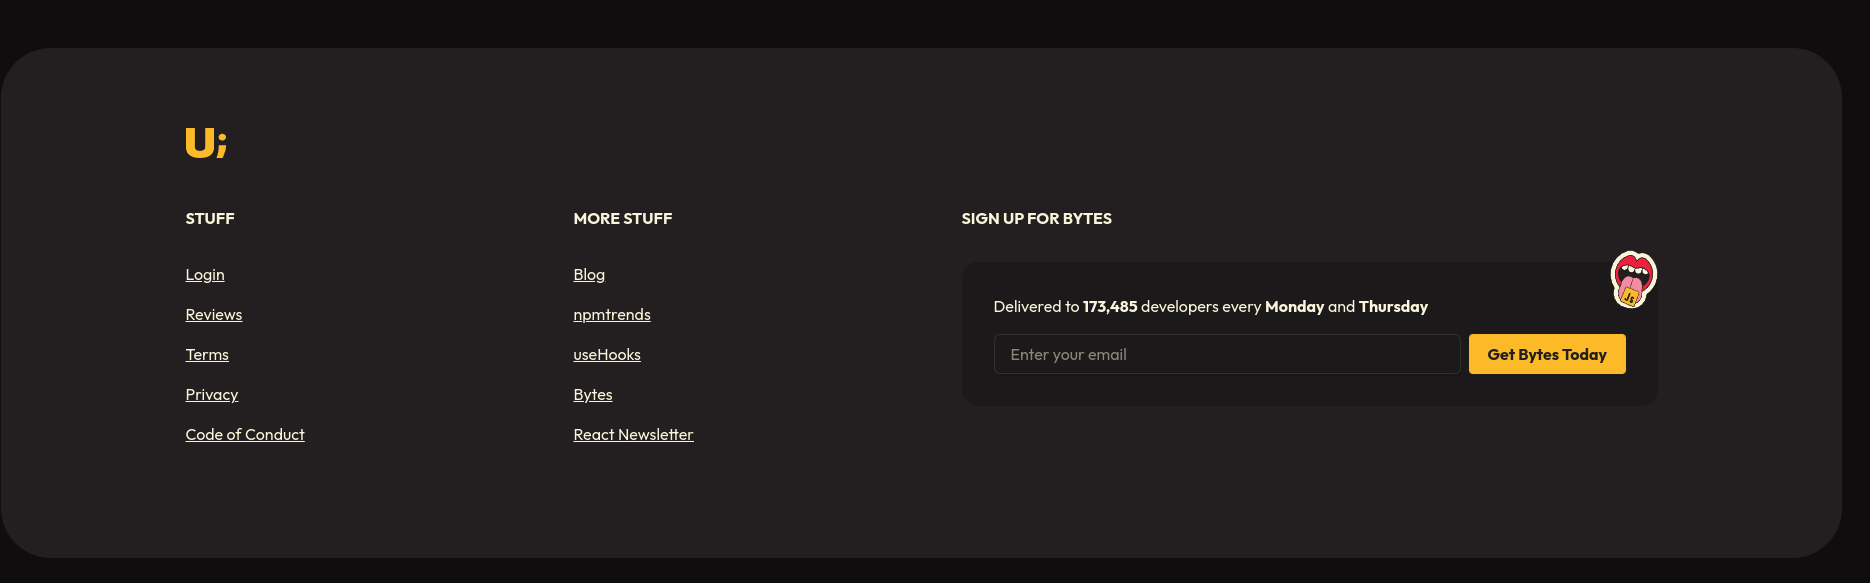 U;
STUFF
Login
Reviews
Terms
Privacy
Code of Conduct
MORE STUFF
Blog
npmtrends
useHooks
Bytes
React Newsletter
SIGN UP FOR BYTES
JS
Delivered to 173,485 developers every Monday and Thursday
Enter your email
Get Bytes Today